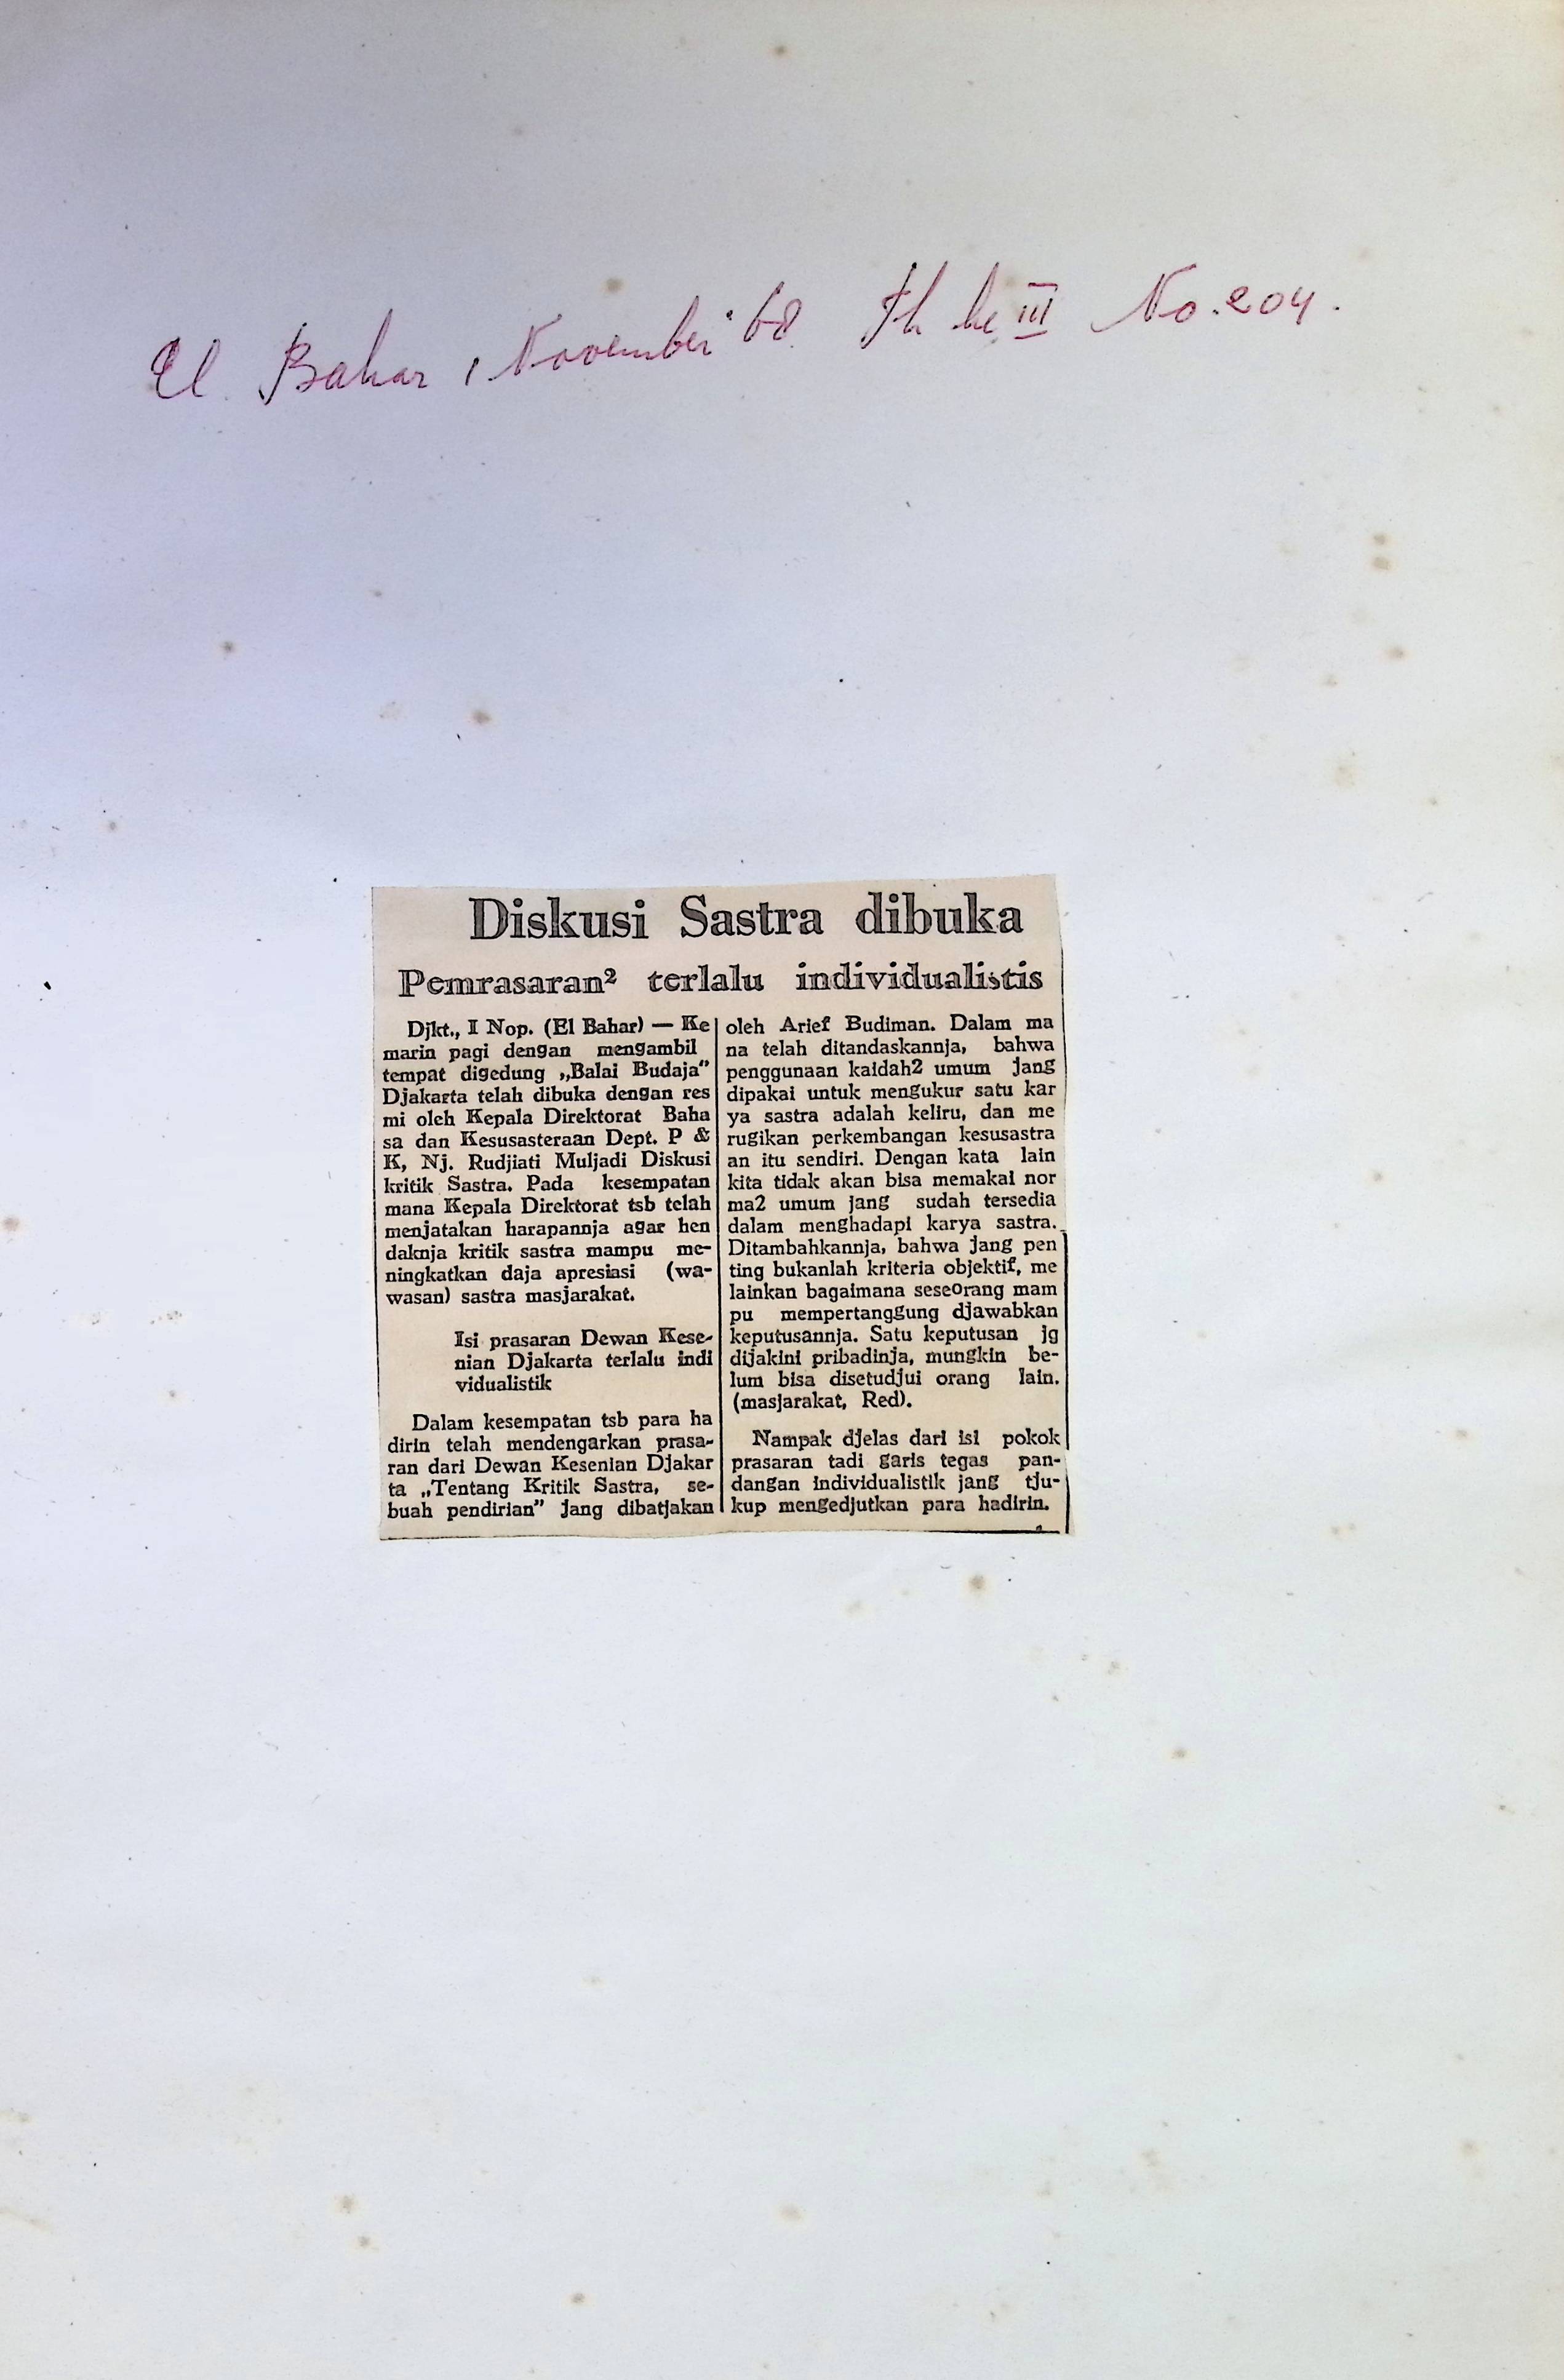 El Bahar 1 November '68 Th ke III No. 204.
Diskusi Sastra dibuka
Pemrasaran² terlalu individualistis
Djkt., I Nop. (El Bahar) — Ke
marin pagi dengan mengambil
tempat digedung „Balai Budaja"
Djakarta telah dibuka dengan res
mi oleh Kepala Direktorat Baha
sa dan Kesusasteraan Dept. P &
K, Nj. Rudjiati Muljadi Diskusi
kritik Sastra. Pada kesempatan
mana Kepala Direktorat tsb telah
menjatakan harapannja agar hen
daknja kritik sastra mampu me-
ningkatkan daja apresiasi (wa-
wasan) sastra masjarakat.
Isi prasaran Dewan Kese-
nian Djakarta terlalu indi
vidualistik
Dalam kesempatan tsb para ha
dirin telah mendengarkan prasa-
ran dari Dewan Kesenian Djakar
ta „Tentang Kritik Sastra, se-
buah pendirian" jang dibatjakan
oleh Arief Budiman. Dalam ma
na telah ditandaskannja, bahwa
penggunaan kaidah2 umum jang
dipakai untuk mengukur satu kar
ya sastra adalah keliru, dan me
rugikan perkembangan kesusastra
an itu sendiri. Dengan kata lain
kita tidak akan bisa memakai nor
ma2 umum jang sudah tersedia
dalam menghadapi karya sastra.
Ditambahkannja, bahwa jang pen
ting bukanlah kriteria objektif, me
lainkan bagaimana seseorang mam
pu mempertanggung djawabkan
keputusannja. Satu keputusan jg
dijakini pribadinja, mungkin be-
lum bisa disetudjui orang lain.
(masjarakat, Red).
Nampak djelas dari isi pokok
prasaran tadi garis tegas pan-
dangan individualistik jang tju-
kup mengedjutkan para hadirin.